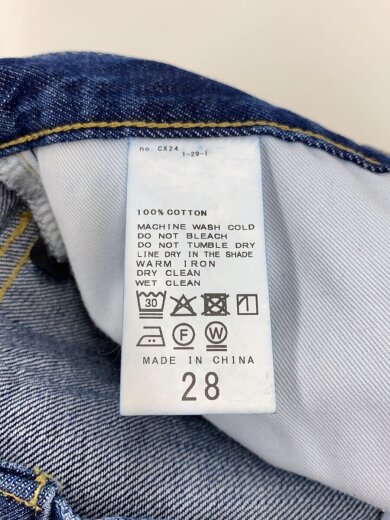 no. CX24
1-29-1
100% COTTON
MACHINE WASH COLD
DO NOT BLEACH
DO NOT TUMBLE DRY
LINE DRY IN THE SHADE
WARM IRON
DRY CLEAN
WET CLEAN
30
F W
MADE IN CHINA
28